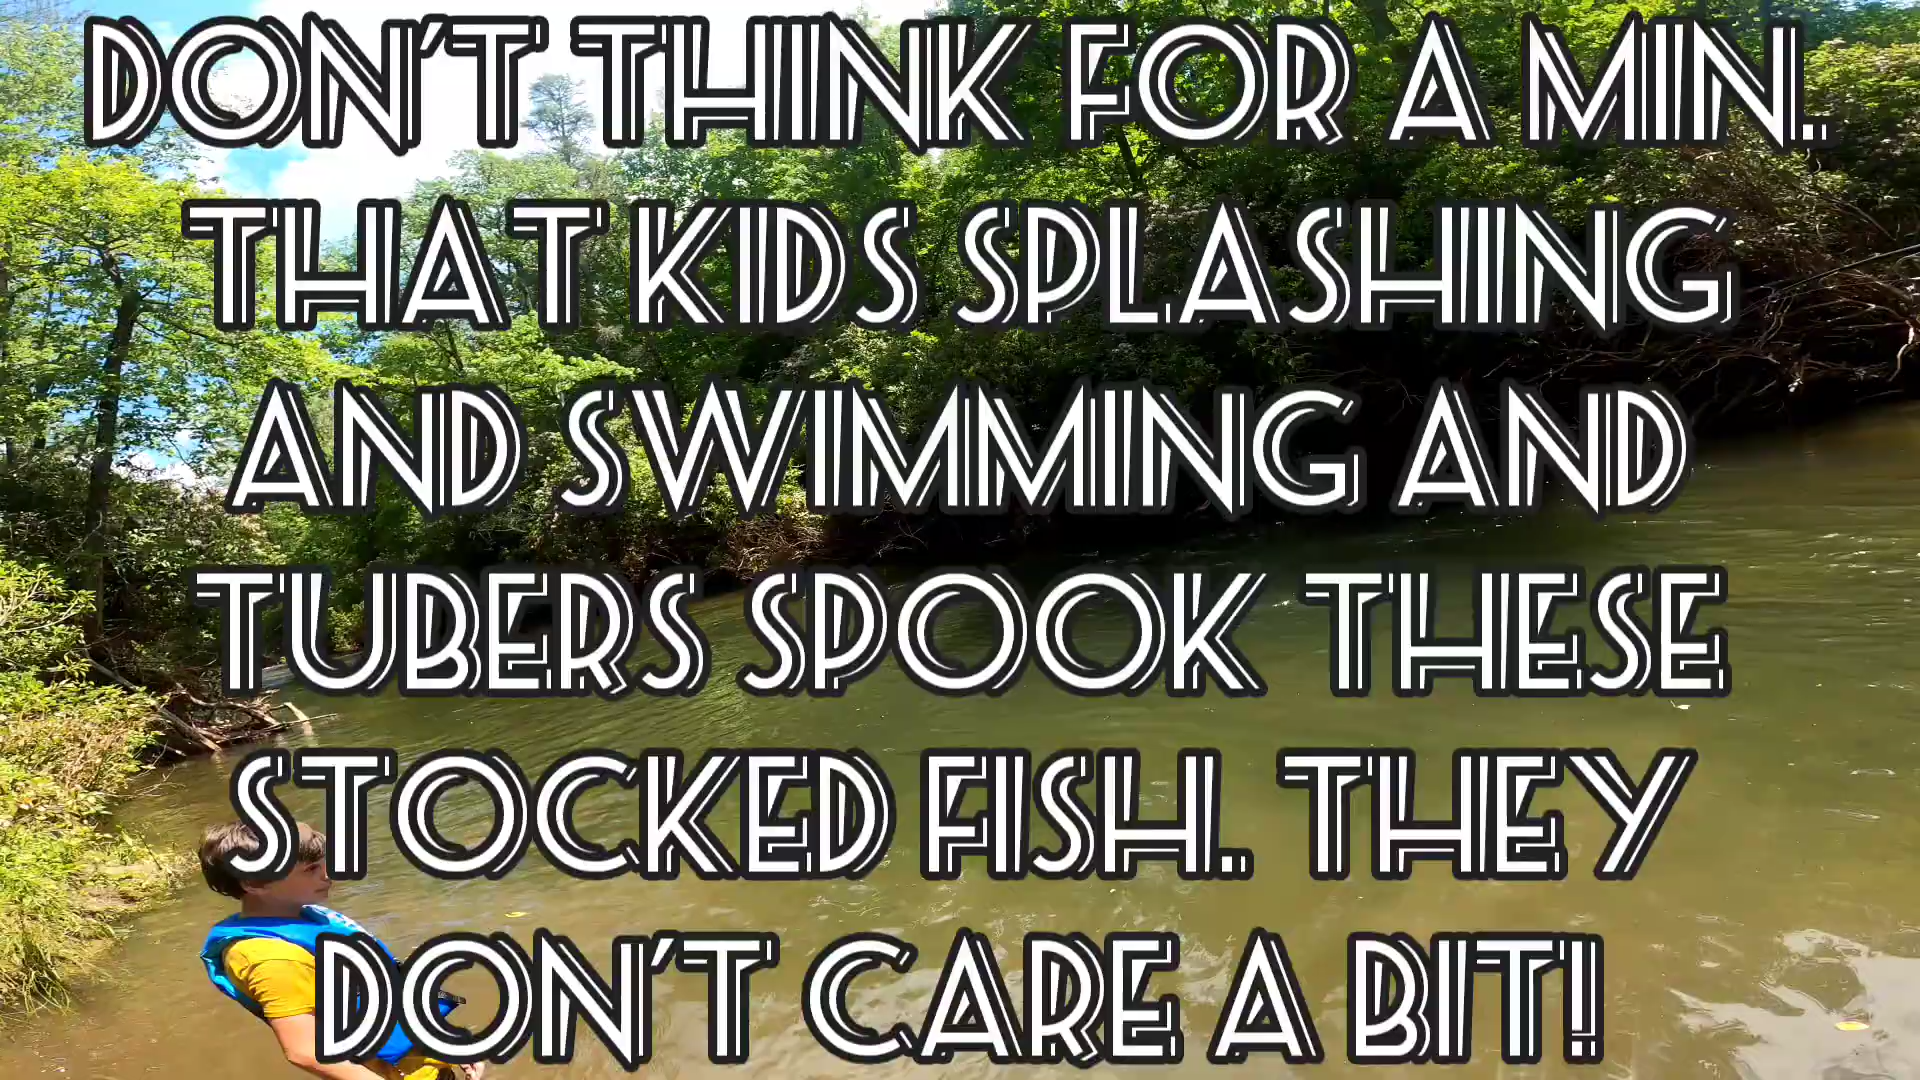 DON'T THINK FOR A MIN.
THAT KIDS SPLASHING
AND SWIMMING AND
TUBERS SPOOK THESE
STOCKED FISH. THEY
DON'T CARE A BIT!